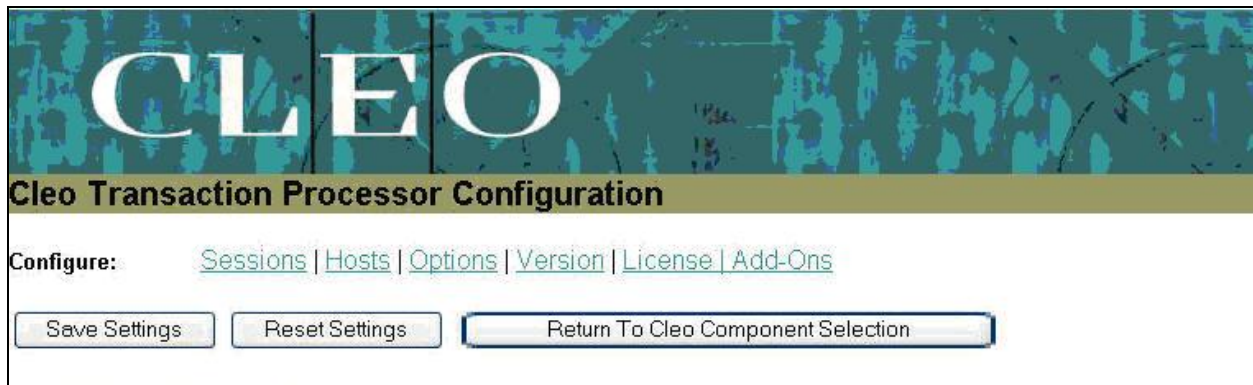 CLEO
Cleo Transaction Processor Configuration
Configure: Sessions | Hosts | Options | Version | License | Add-Ons
Save Settings Reset Settings Return To Cleo Component Selection